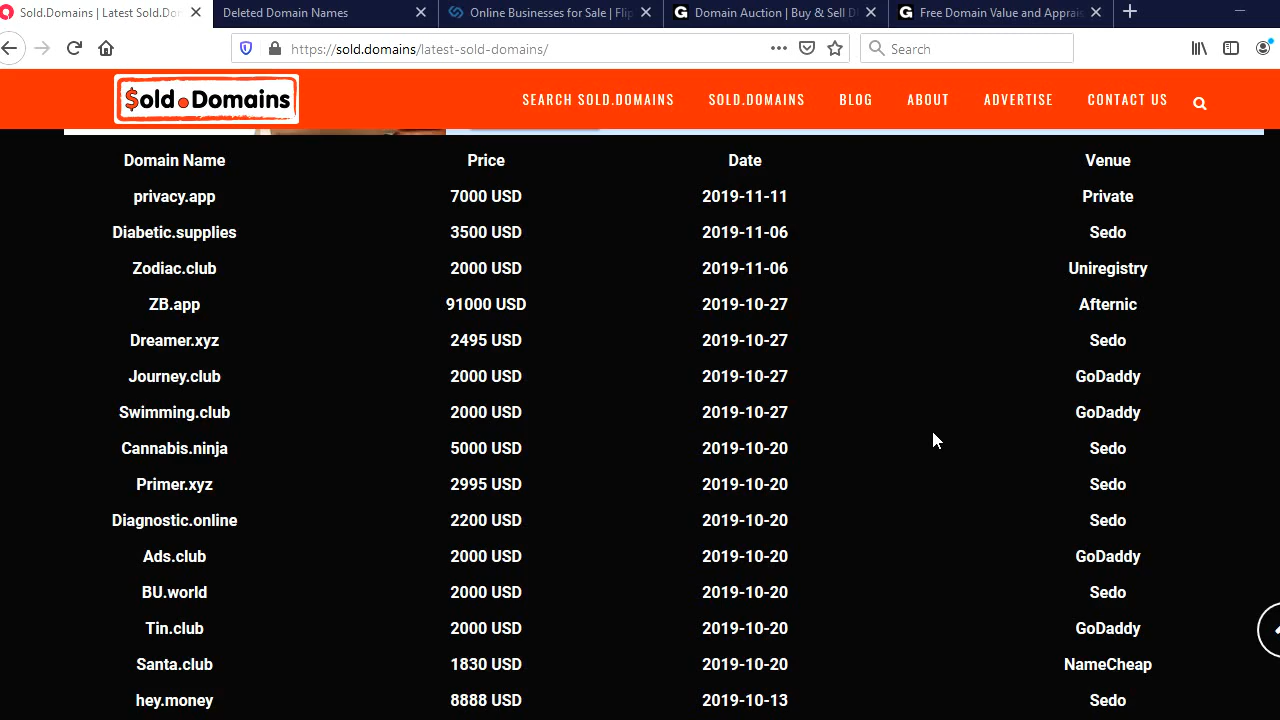 Sold.Domains | Latest Sold.Dor
Deleted Domain Names
Online Businesses for Sale | Flip
Domain Auction | Buy & Sell Di
Free Domain Value and Apprais
https://sold.domains/latest-sold-domains/
Search
$old.Domains
SEARCH SOLD.DOMAINS
SOLD.DOMAINS
BLOG
ABOUT
ADVERTISE
CONTACT US
Domain Name Price Date Venue
privacy.app 7000 USD 2019-11-11 Private
Diabetic.supplies 3500 USD 2019-11-06 Sedo
Zodiac.club 2000 USD 2019-11-06 Uniregistry
ZB.app 91000 USD 2019-10-27 Afternic
Dreamer.xyz 2495 USD 2019-10-27 Sedo
Journey.club 2000 USD 2019-10-27 GoDaddy
Swimming.club 2000 USD 2019-10-27 GoDaddy
Cannabis.ninja 5000 USD 2019-10-20 Sedo
Primer.xyz 2995 USD 2019-10-20 Sedo
Diagnostic.online 2200 USD 2019-10-20 Sedo
Ads.club 2000 USD 2019-10-20 GoDaddy
BU.world 2000 USD 2019-10-20 Sedo
Tin.club 2000 USD 2019-10-20 GoDaddy
Santa.club 1830 USD 2019-10-20 NameCheap
hey.money 8888 USD 2019-10-13 Sedo